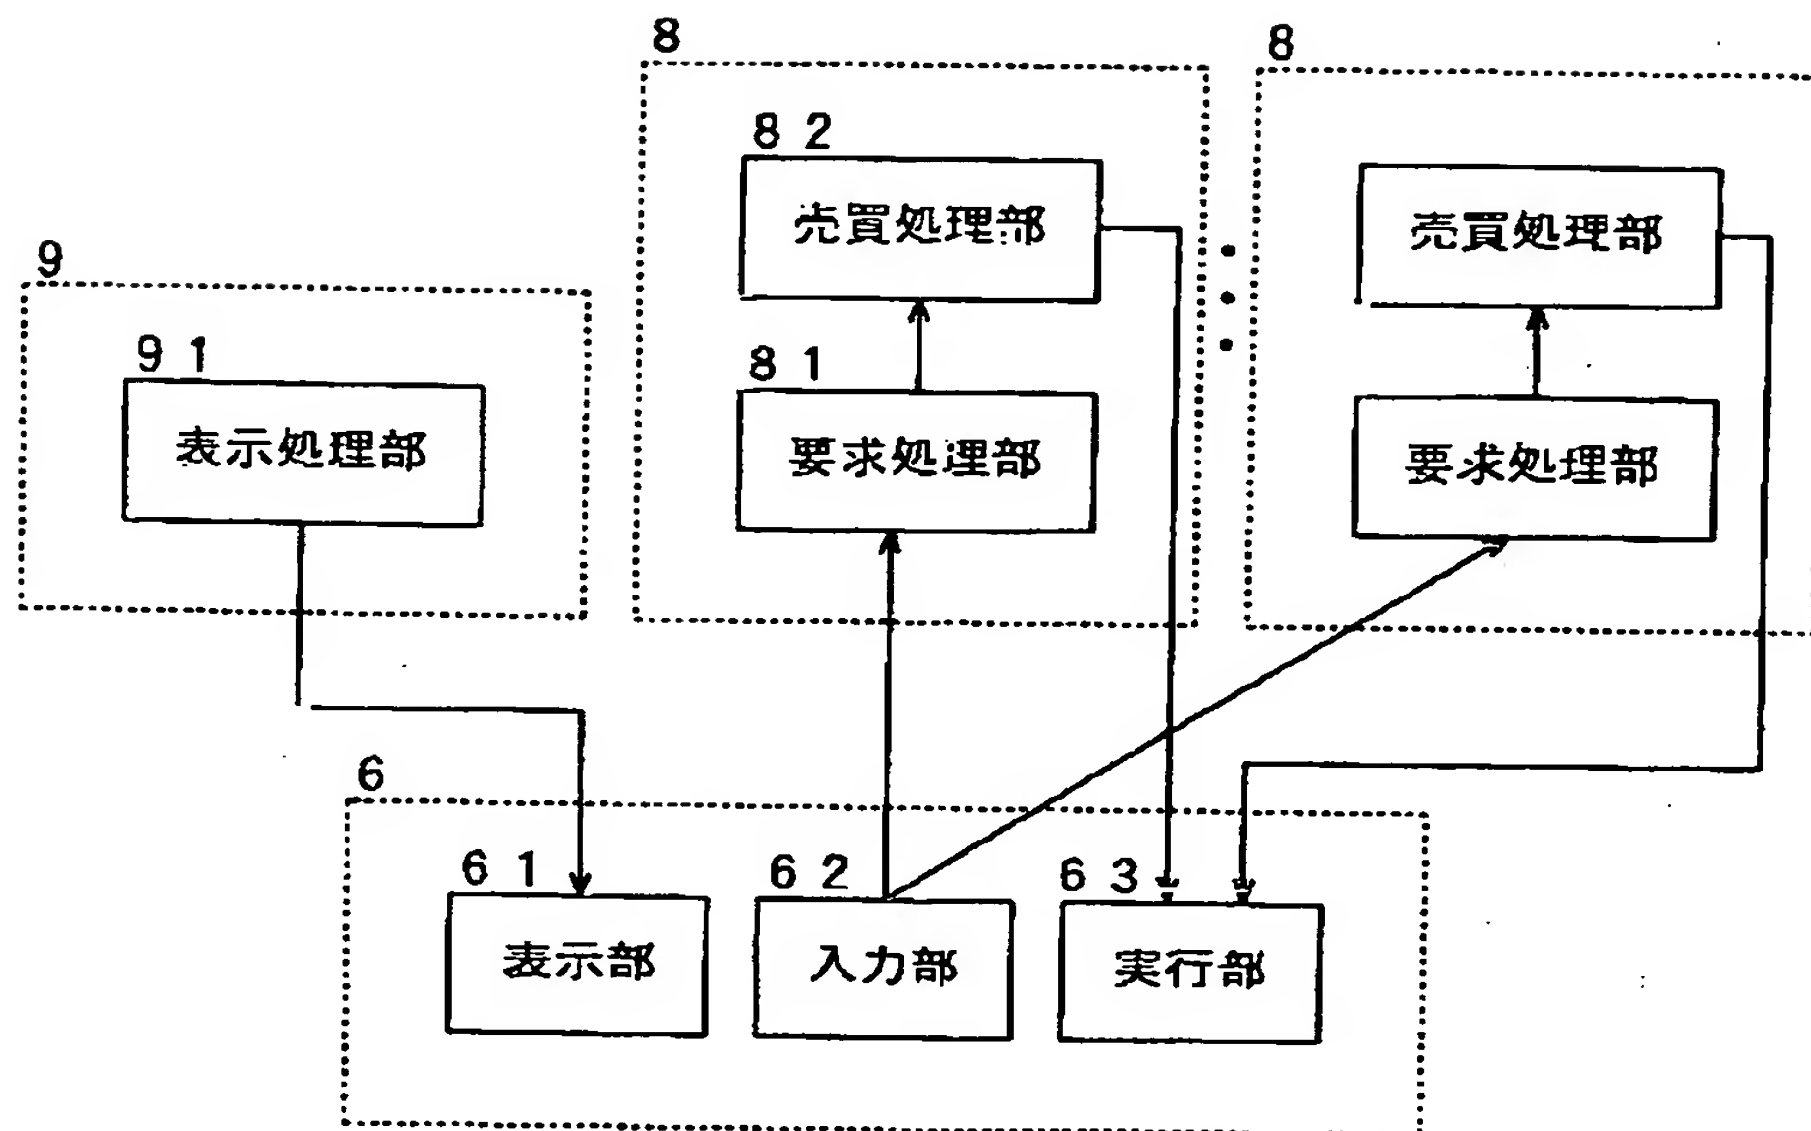 8
8
8 2
売買処理部
売買処理部
9
9 1
表示処理部
8 1
要求処理部
要求処理部
6
6 1
表示部
6 2
入力部
6 3
実行部